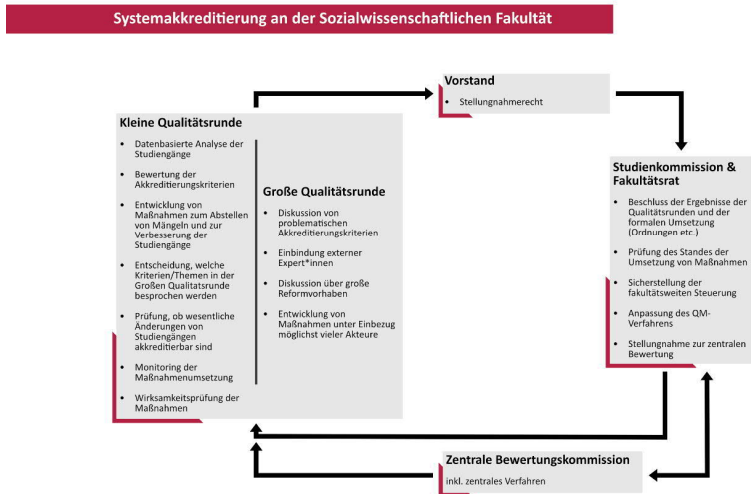 Systemakkreditierung an der Sozialwissenschaftlichen Fakultät
Vorstand
• Stellungnahmerecht
Kleine Qualitätsrunde
• Datenbasierte Analyse der
Studiengänge
• Bewertung der
Akkreditierungskriterien
• Entwicklung von
Maßnahmen zum Abstellen
von Mängeln und zur
Verbesserung der
Studiengänge
• Entscheidung, welche
Kriterien/Themen in der
Großen Qualitatsrunde
besprochen werden
• Prüfung, ob wesentliche
Änderungen von
Studiengängen
akkreditierbar sind
• Monitoring der
Maßnahmenumsetzung
• Wirksamkeitsprüfung der
Maßnahmen
Große Qualitätsrunde
• Diskussion von
problematischen
Akkreditierungskriterien
• Einbindung externer
Expert*innen
• Diskussion über große
Reformvorhaben
• Entwicklung von
Maßnahmen unter Einbezug
möglichst vieler Akteure
Studienkommission &
Fakultätsrat
• Beschluss der Ergebnisse der
Qualitätsrunden und der
formalen Umsetzung
(Ordnungen etc.)
• Prüfung des Standes der
Umsetzung von Maßnahmen
• Sicherstellung der
fakultätsweiten Steuerung
• Anpassung des QM-
Verfahrens
• Stellungnahme zur zentralen
Bewertung
Zentrale Bewertungskommission
inkl. zentrales Verfahren